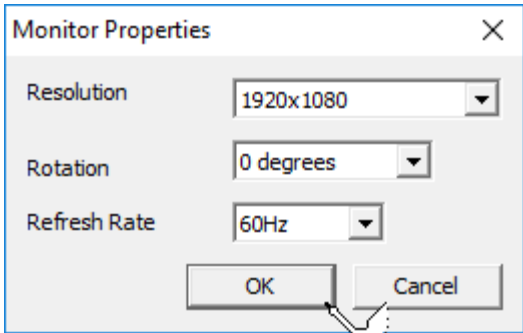 Monitor Properties
Resolution 1920x1080
Rotation 0 degrees
Refresh Rate 60Hz
OK Cancel